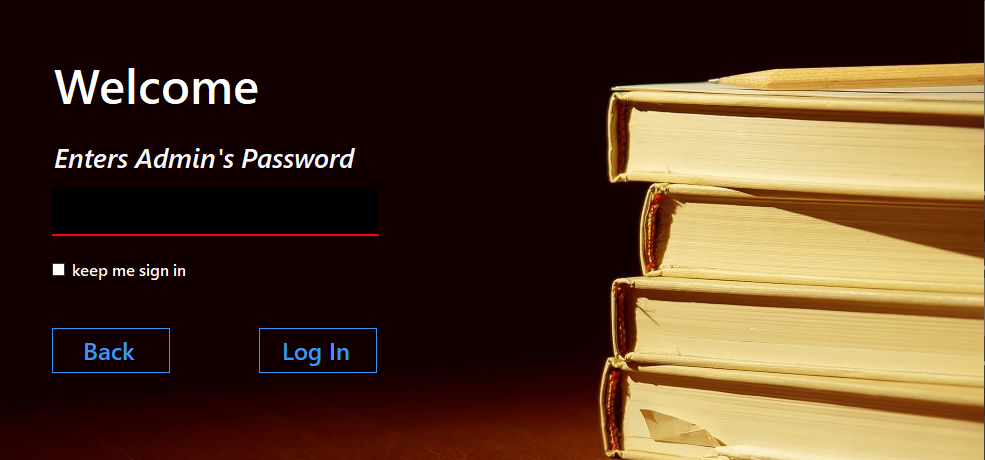 Welcome
Enters Admin's Password
keep me sign in
Back
Log In